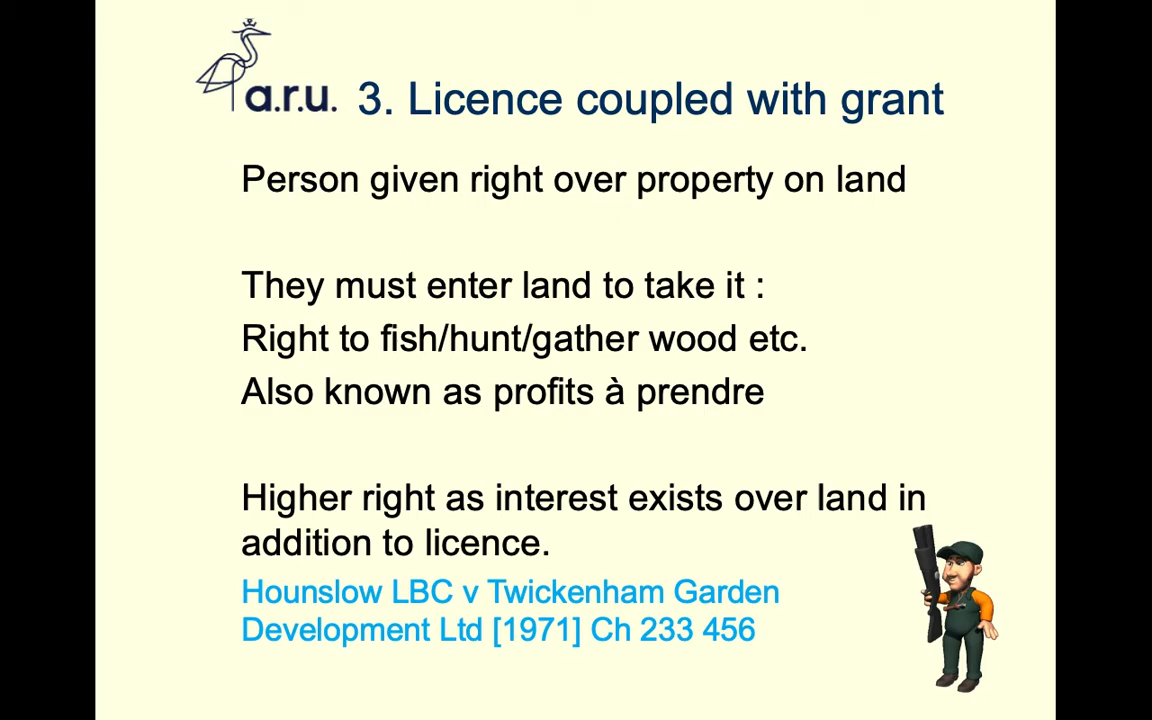 a.r.u. 3. Licence coupled with grant
Person given right over property on land
They must enter land to take it :
Right to fish/hunt/gather wood etc.
Also known as profits à prendre
Higher right as interest exists over land in
addition to licence.
Hounslow LBC v Twickenham Garden
Development Ltd [1971] Ch 233 456